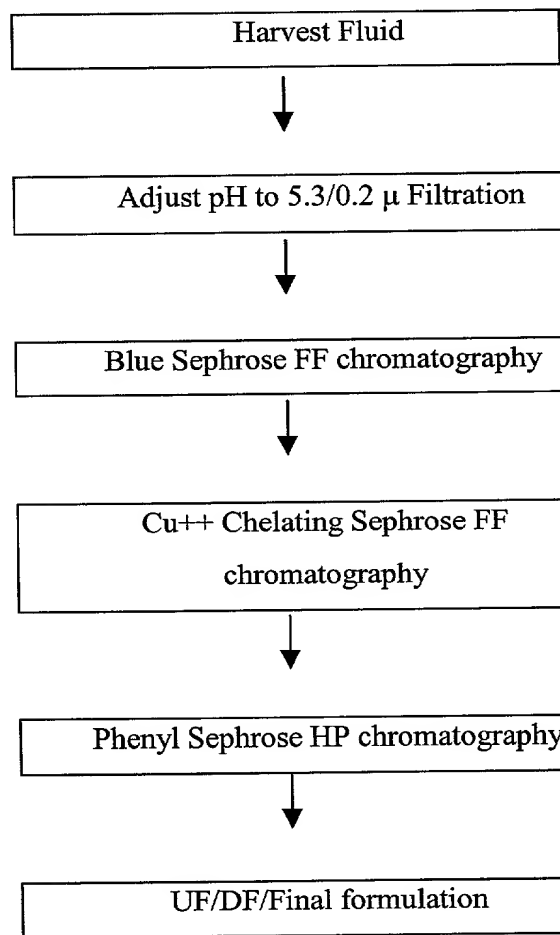 Harvest Fluid
Adjust pH to 5.3/0.2 μ Filtration
Blue Sephrose FF chromatography
Cu++ Chelating Sephrose FF
chromatography
Phenyl Sephrose HP chromatography
UF/DF/Final formulation